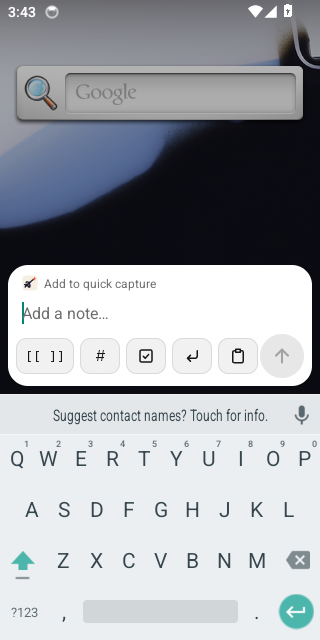 3:43
Google
Add to quick capture
Add a note...
[[ ]]
#
Suggest contact names? Touch for info.
1 2 3 4 5 6 7 8 9 0
Q W E R T Y U I O P
A S D F G H J K L
Z X C V B N M
?123 , .